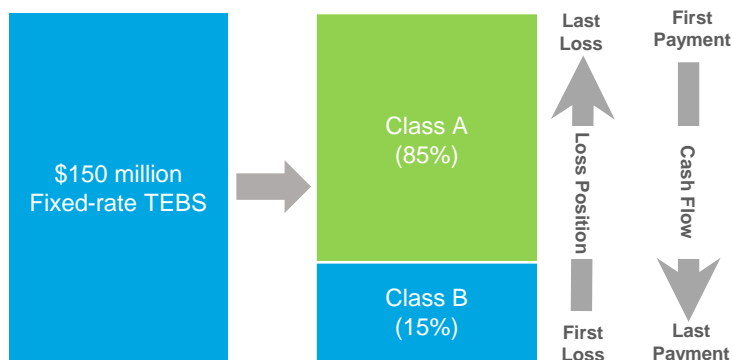 $150 million
Fixed-rate TEBS
Class A
(85%)
Class B
(15%)
Last
Loss
Loss Position
First
Loss
First
Payment
Cash Flow
Last
Payment